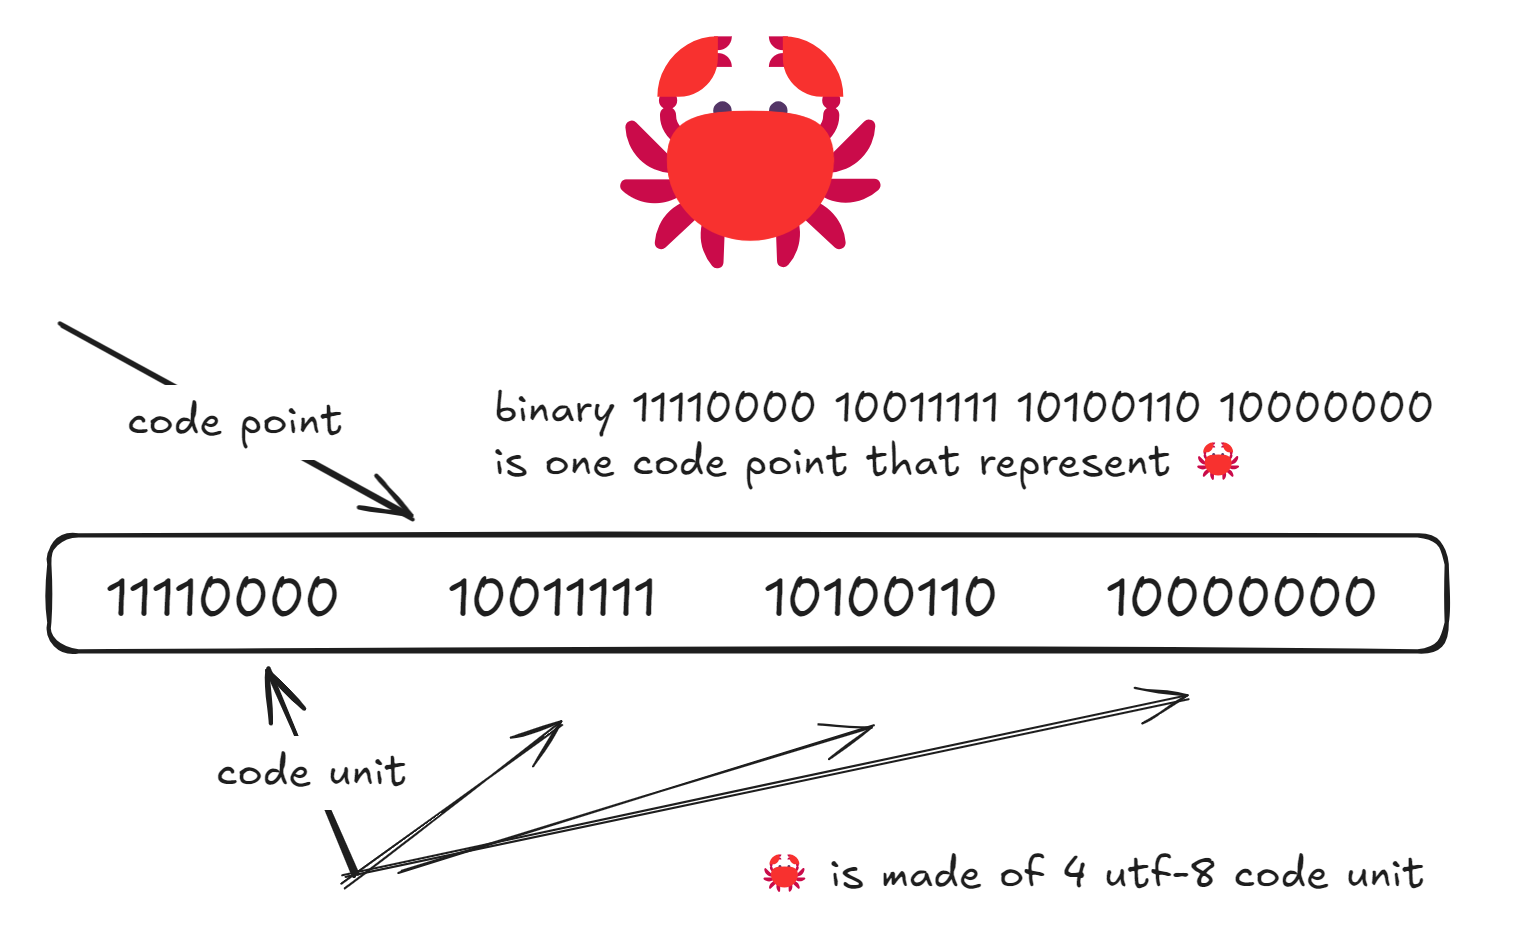 code point
binary 11110000 10011111 10100110 10000000
is one code point that represent 🦀
11110000 10011111 10100110 10000000
code unit
🦀 is made of 4 utf-8 code unit